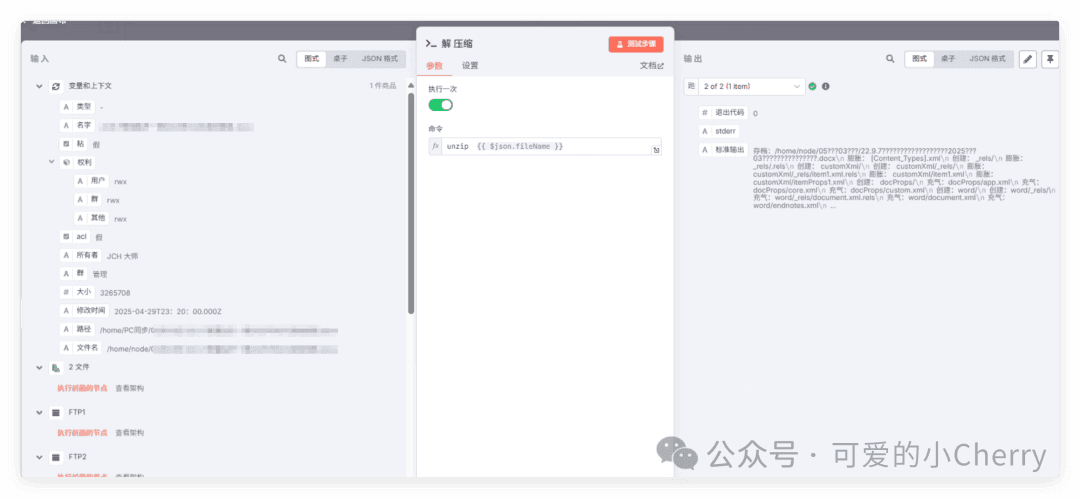 >_ 解 压缩
测试步骤
输入
图式 桌子 JSON 格式
参数 设置
文档
输出
图式 桌子 JSON 格式
变量和上下文
1 件商品
A 类型 -
A 名字
粘 假
权利
A 用户 rwx
A 群 rwx
A 其他 rwx
acl 假
A 所有者 JCH 大师
A 群 管理
# 大小 3265708
A 修改时间 2025-04-29T23：20：00.000Z
A 路径 /home/PC同步/
A 文件名 /home/node/
2 文件
执行前面的节点 查看架构
FTP1
执行前面的节点 查看架构
FTP2
执行前面的节点 查看架构
执行一次
命令
fx unzip {{ $json.fileName }}
2 of 2 (1 item)
# 退出代码 0
A stderr
A 标准输出 存档：/home/node/05???03???/22.9.7??????????????????2025???
03???????????????.docx\n 膨胀： [Content_Types].xml\n 创建： _rels/\n 膨胀：
_rels/.rels\n 创建： customXml/\n 创建： customXml/_rels/\n 膨胀：
customXml/_rels/item1.xml.rels\n 膨胀： customXml/item1.xml\n 膨胀：
customXml/itemProps1.xml\n 创建： docProps/\n 充气：docProps/app.xml\n 充气：
docProps/core.xml\n 充气：docProps/custom.xml\n 创建：word/\n 创建：word/_rels/\n
充气：word/_rels/document.xml.rels\n 充气：word/document.xml\n 充气：
word/endnotes.xml\n ...
公众号 · 可爱的小Cherry